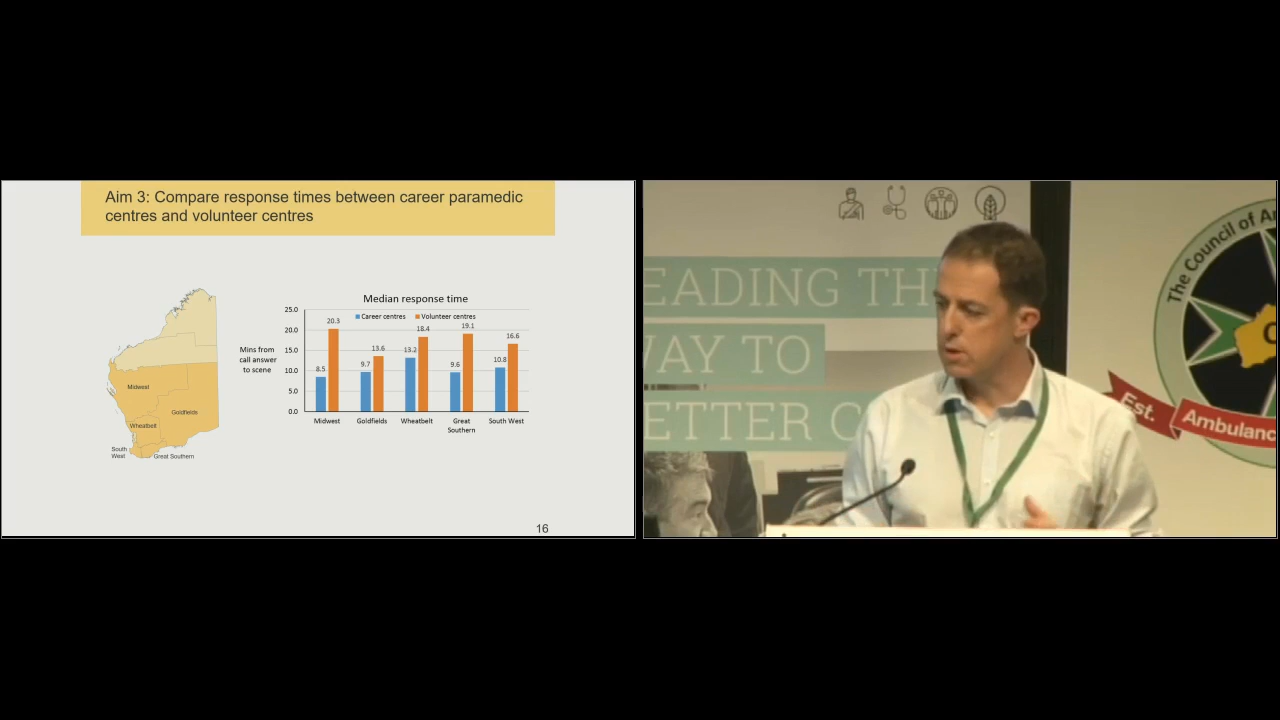 Aim 3: Compare response times between career paramedic
centres and volunteer centres
Midwest
Goldfields
Wheatbelt
South
West
Great Southern
Median response time
Career centres
Volunteer centres
Mins from
call answer
to scene
25.0
20.0
15.0
10.0
5.0
0.0
8.5
20.3
9.7
13.6
13.2
18.4
9.6
19.1
10.8
16.6
Midwest
Goldfields
Wheatbelt
Great
Southern
South West
16
EADING TH
AY TO
ETTER C
The Council of A
Est.
Ambulanc